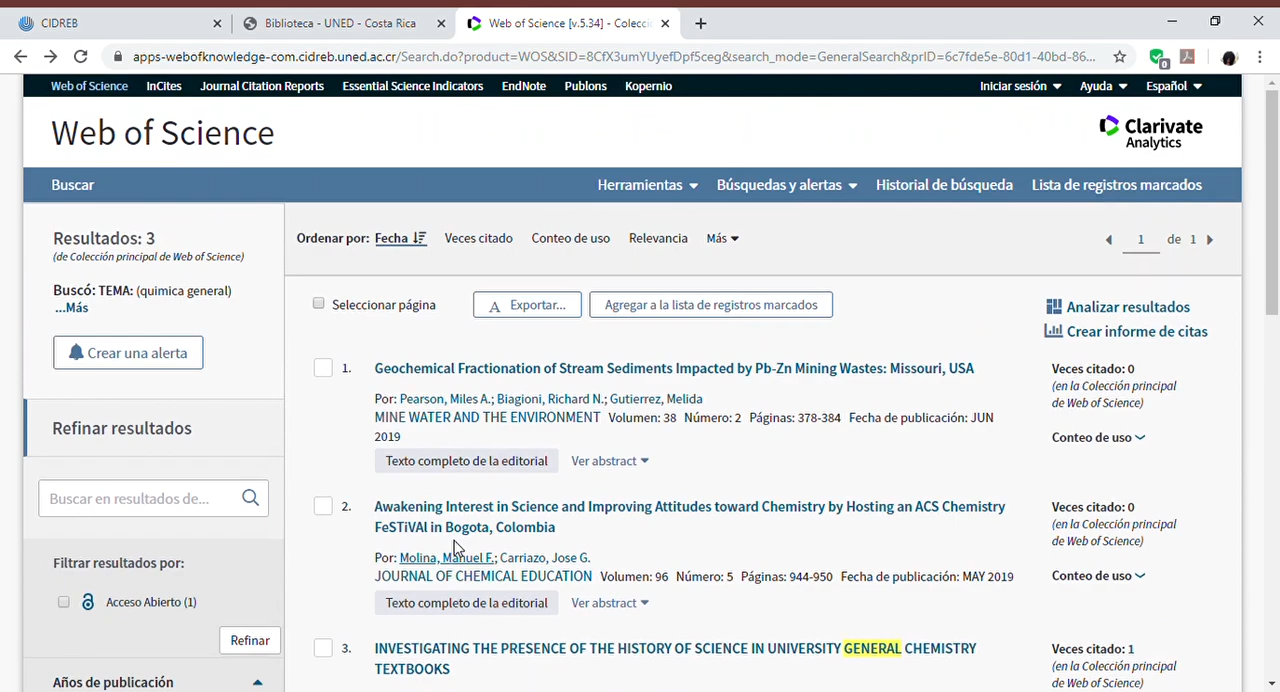 CIDREB
Biblioteca - UNED - Costa Rica
Web of Science [v.5.34] - Colecci
apps-webofknowledge-com.cidreb.uned.ac.cr/Search.do?product=WOS&SID=8CfX3umYUyefDpf5ceg&search_mode=GeneralSearch&prID=6c7fde5e-80d1-40bd-86...
0
Web of Science InCites Journal Citation Reports Essential Science Indicators EndNote Publons Kopernio Iniciar sesión Ayuda Español
Web of Science
Clarivate
Analytics
Buscar Herramientas Búsquedas y alertas Historial de búsqueda Lista de registros marcados
Resultados: 3
(de Colección principal de Web of Science)
Buscó: TEMA: (quimica general)
...Más
Crear una alerta
Refinar resultados
Buscar en resultados de...
Filtrar resultados por:
Acceso Abierto (1)
Refinar
Años de publicación
Ordenar por: Fecha Veces citado Conteo de uso Relevancia Más
1 de 1
Seleccionar página Exportar... Agregar a la lista de registros marcados
Analizar resultados
Crear informe de citas
1. Geochemical Fractionation of Stream Sediments Impacted by Pb-Zn Mining Wastes: Missouri, USA
Por: Pearson, Miles A.; Biagioni, Richard N.; Gutierrez, Melida
MINE WATER AND THE ENVIRONMENT Volumen: 38 Número: 2 Páginas: 378-384 Fecha de publicación: JUN
2019
Texto completo de la editorial Ver abstract
Veces citado: 0
(en la Colección principal
de Web of Science)
Conteo de uso
2. Awakening Interest in Science and Improving Attitudes toward Chemistry by Hosting an ACS Chemistry
FeSTiVAl in Bogota, Colombia
Por: Molina, Manuel F.; Carriazo, Jose G.
JOURNAL OF CHEMICAL EDUCATION Volumen: 96 Número: 5 Páginas: 944-950 Fecha de publicación: MAY 2019
Texto completo de la editorial Ver abstract
Veces citado: 0
(en la Colección principal
de Web of Science)
Conteo de uso
3. INVESTIGATING THE PRESENCE OF THE HISTORY OF SCIENCE IN UNIVERSITY GENERAL CHEMISTRY
TEXTBOOKS
Veces citado: 1
(en la Colección principal
de Web of Science)